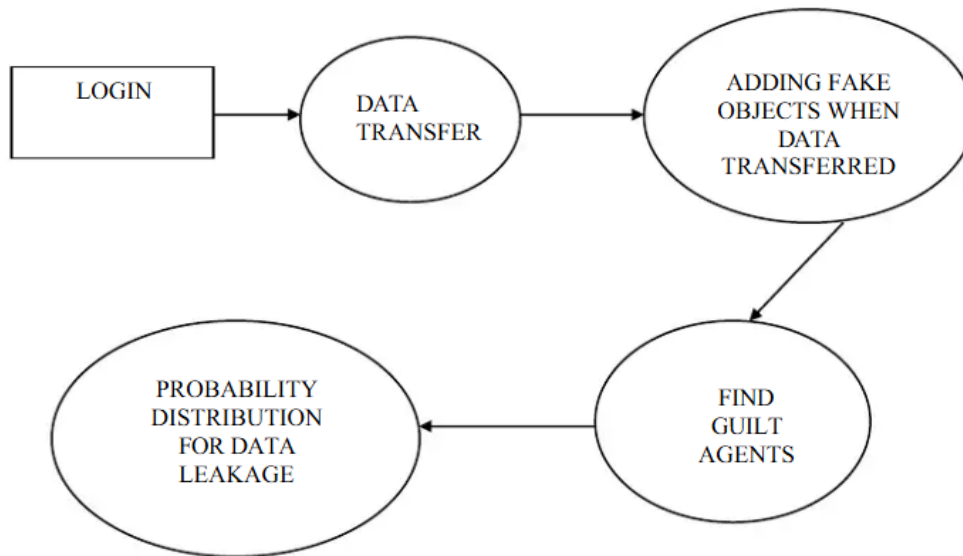 LOGIN
DATA
TRANSFER
ADDING FAKE
OBJECTS WHEN
DATA
TRANSFERRED
FIND
GUILT
AGENTS
PROBABILITY
DISTRIBUTION
FOR DATA
LEAKAGE